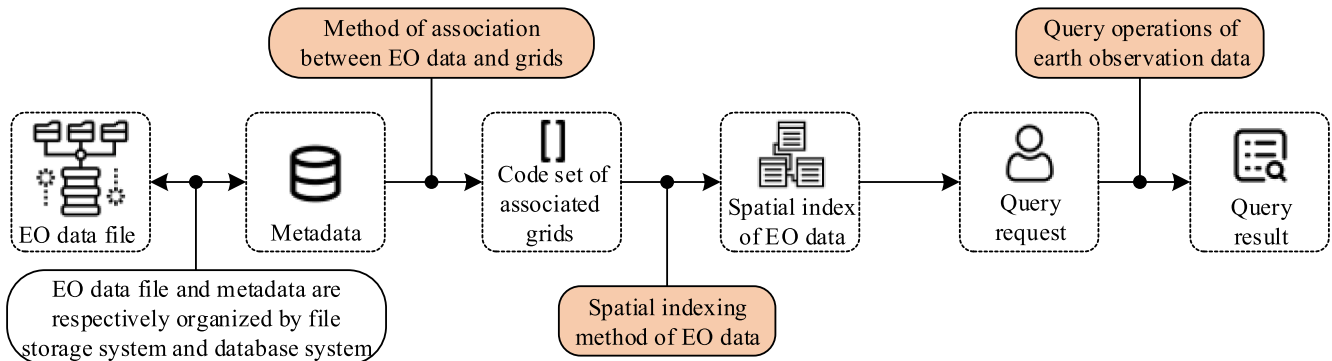 Method of association
between EO data and grids
Query operations of
earth observation data
EO data file
Metadata
[ ]
Code set of
associated
grids
Spatial index
of EO data
Query
request
Query
result
EO data file and metadata are
respectively organized by file
storage system and database system
Spatial indexing
method of EO data